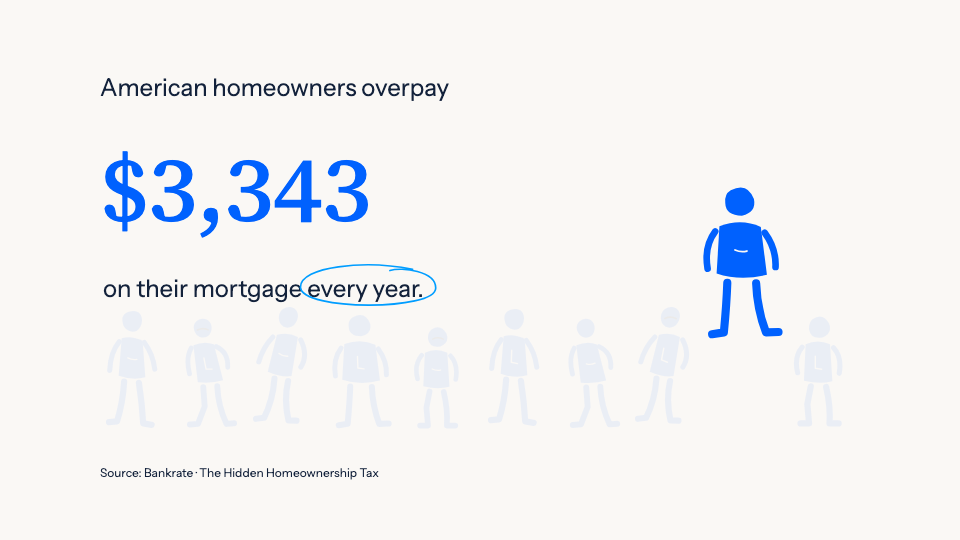 American homeowners overpay
$3,343
on their mortgage every year.
Source: Bankrate · The Hidden Homeownership Tax